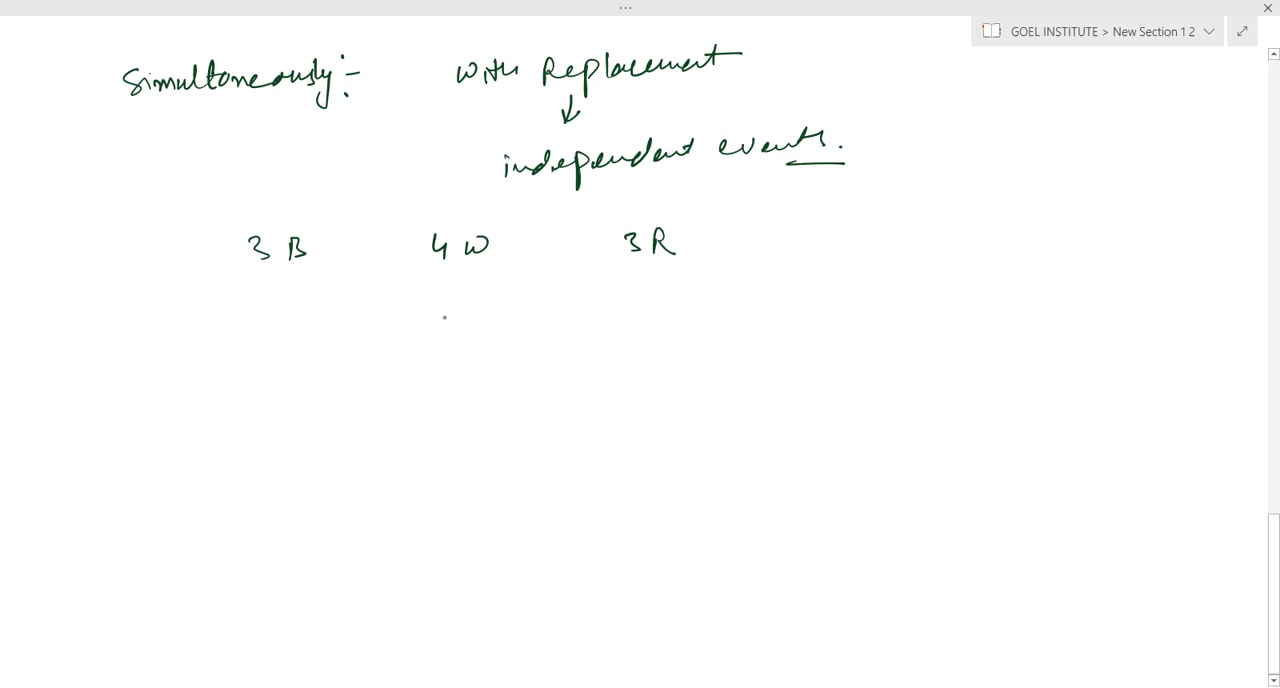 GOEL INSTITUTE > New Section 1 2
Simultaneously :- with Replacement
↓
independent events.
3 B 4 W 3 R